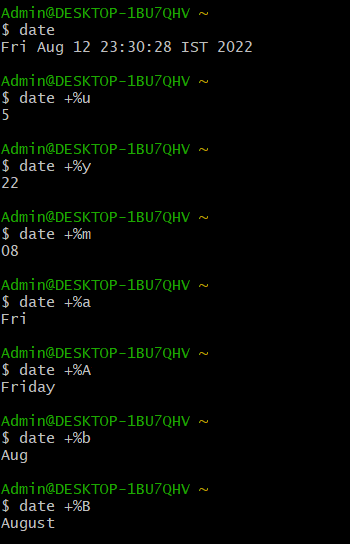 Admin@DESKTOP-1BU7QHV ~
$ date
Fri Aug 12 23:30:28 IST 2022
Admin@DESKTOP-1BU7QHV ~
$ date +%u
5
Admin@DESKTOP-1BU7QHV ~
$ date +%y
22
Admin@DESKTOP-1BU7QHV ~
$ date +%m
08
Admin@DESKTOP-1BU7QHV ~
$ date +%a
Fri
Admin@DESKTOP-1BU7QHV ~
$ date +%A
Friday
Admin@DESKTOP-1BU7QHV ~
$ date +%b
Aug
Admin@DESKTOP-1BU7QHV ~
$ date +%B
August